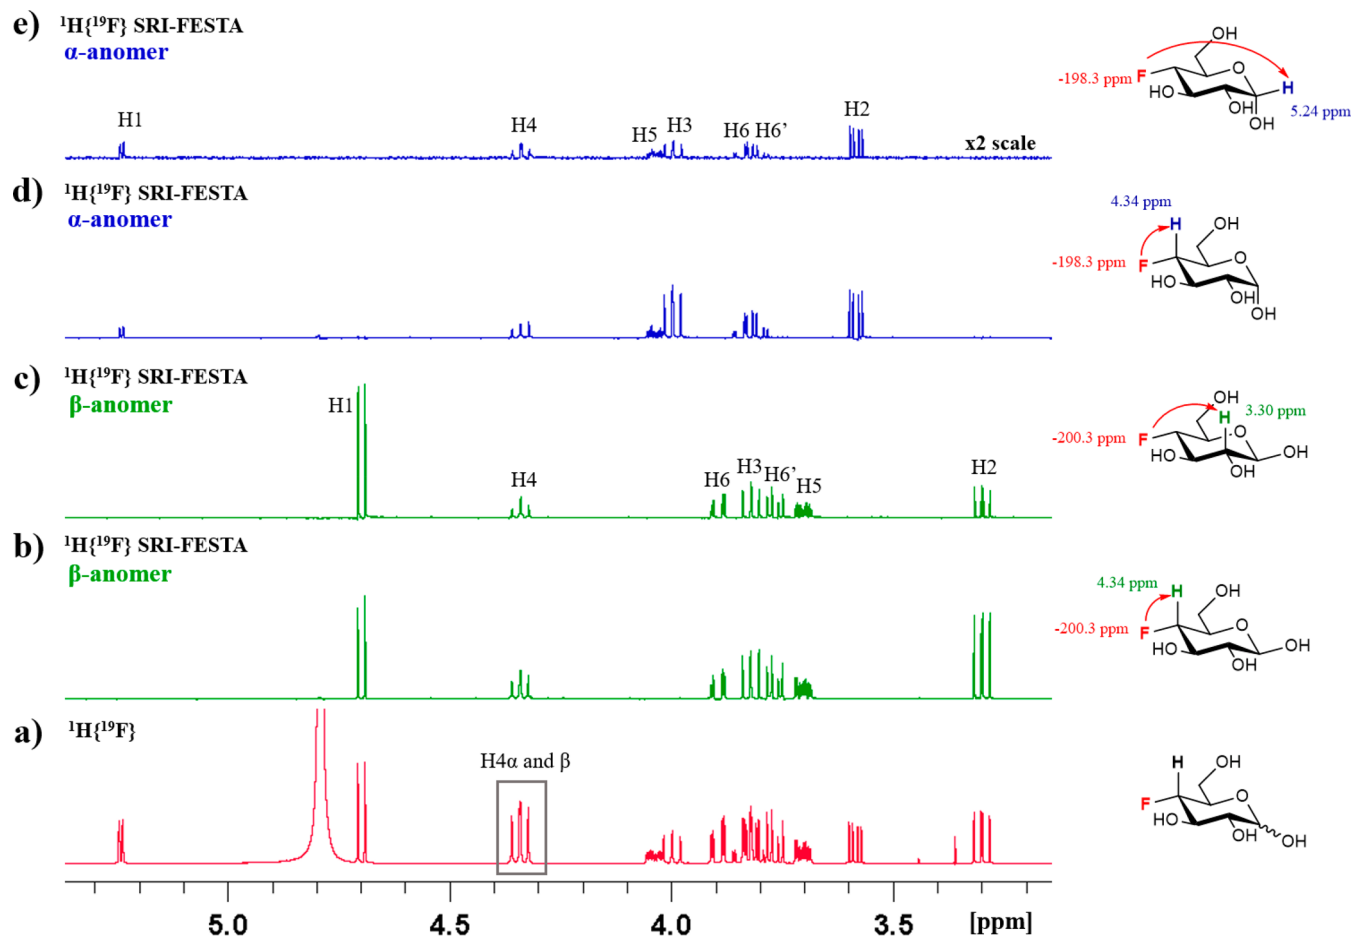 e) ¹H{¹⁹F} SRI-FESTA
α-anomer
H1
H4
H5
H3
H6
H6’
H2
x2 scale
OH
-198.3 ppm
F
O
H
HO
OH
5.24 ppm
OH
d) ¹H{¹⁹F} SRI-FESTA
α-anomer
4.34 ppm
H
OH
-198.3 ppm
F
O
HO
OH
OH
c) ¹H{¹⁹F} SRI-FESTA
β-anomer
H1
H4
H6
H3
H6’
H5
H2
OH
H
3.30 ppm
-200.3 ppm
F
O
OH
HO
OH
b) ¹H{¹⁹F} SRI-FESTA
β-anomer
4.34 ppm
H
OH
-200.3 ppm
F
O
OH
HO
OH
a) ¹H{¹⁹F}
H4α and β
H
OH
F
O
HO
OH
OH
5.0
4.5
4.0
3.5
[ppm]